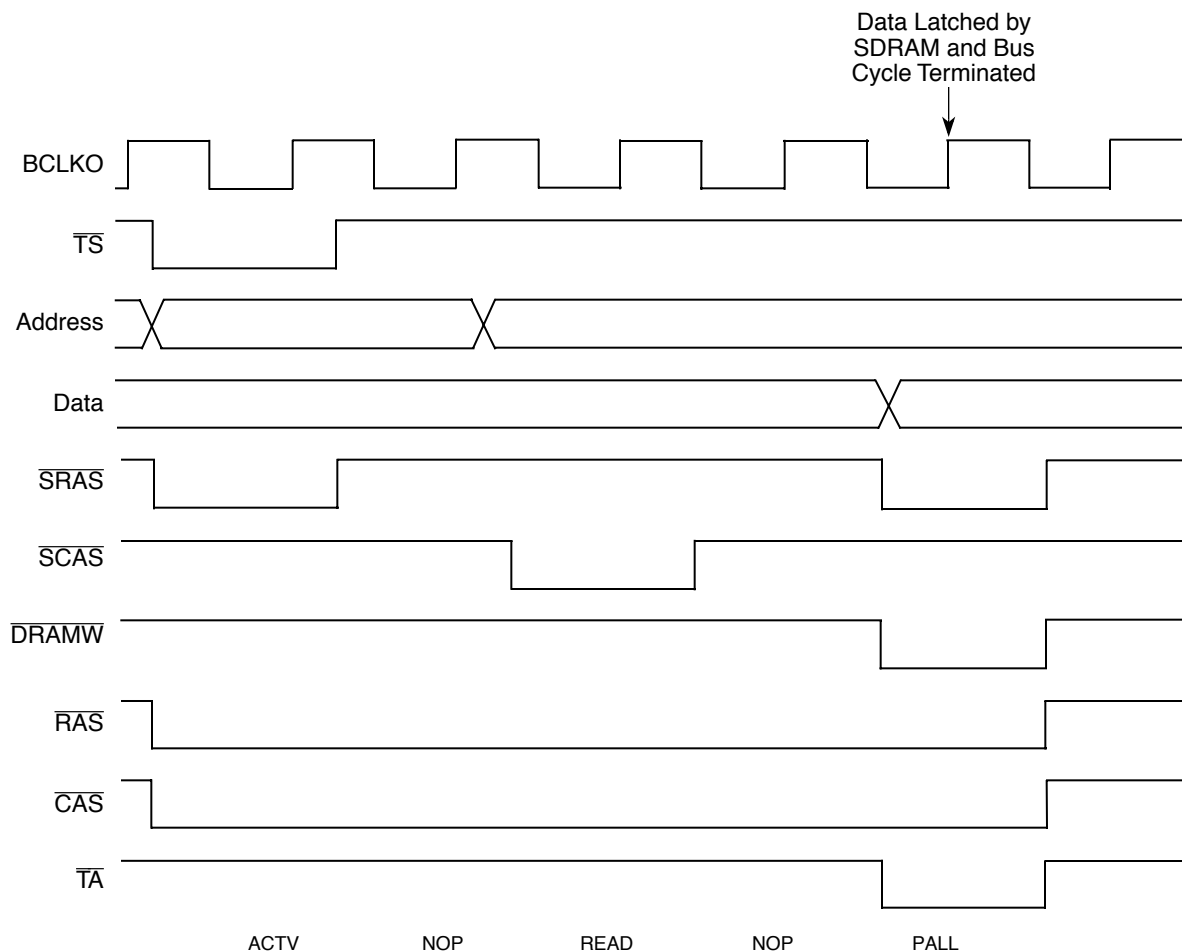 Data Latched by
SDRAM and Bus
Cycle Terminated
BCLKO
TS
Address
Data
SRAS
SCAS
DRAMW
RAS
CAS
TA
ACTV NOP READ NOP PALL